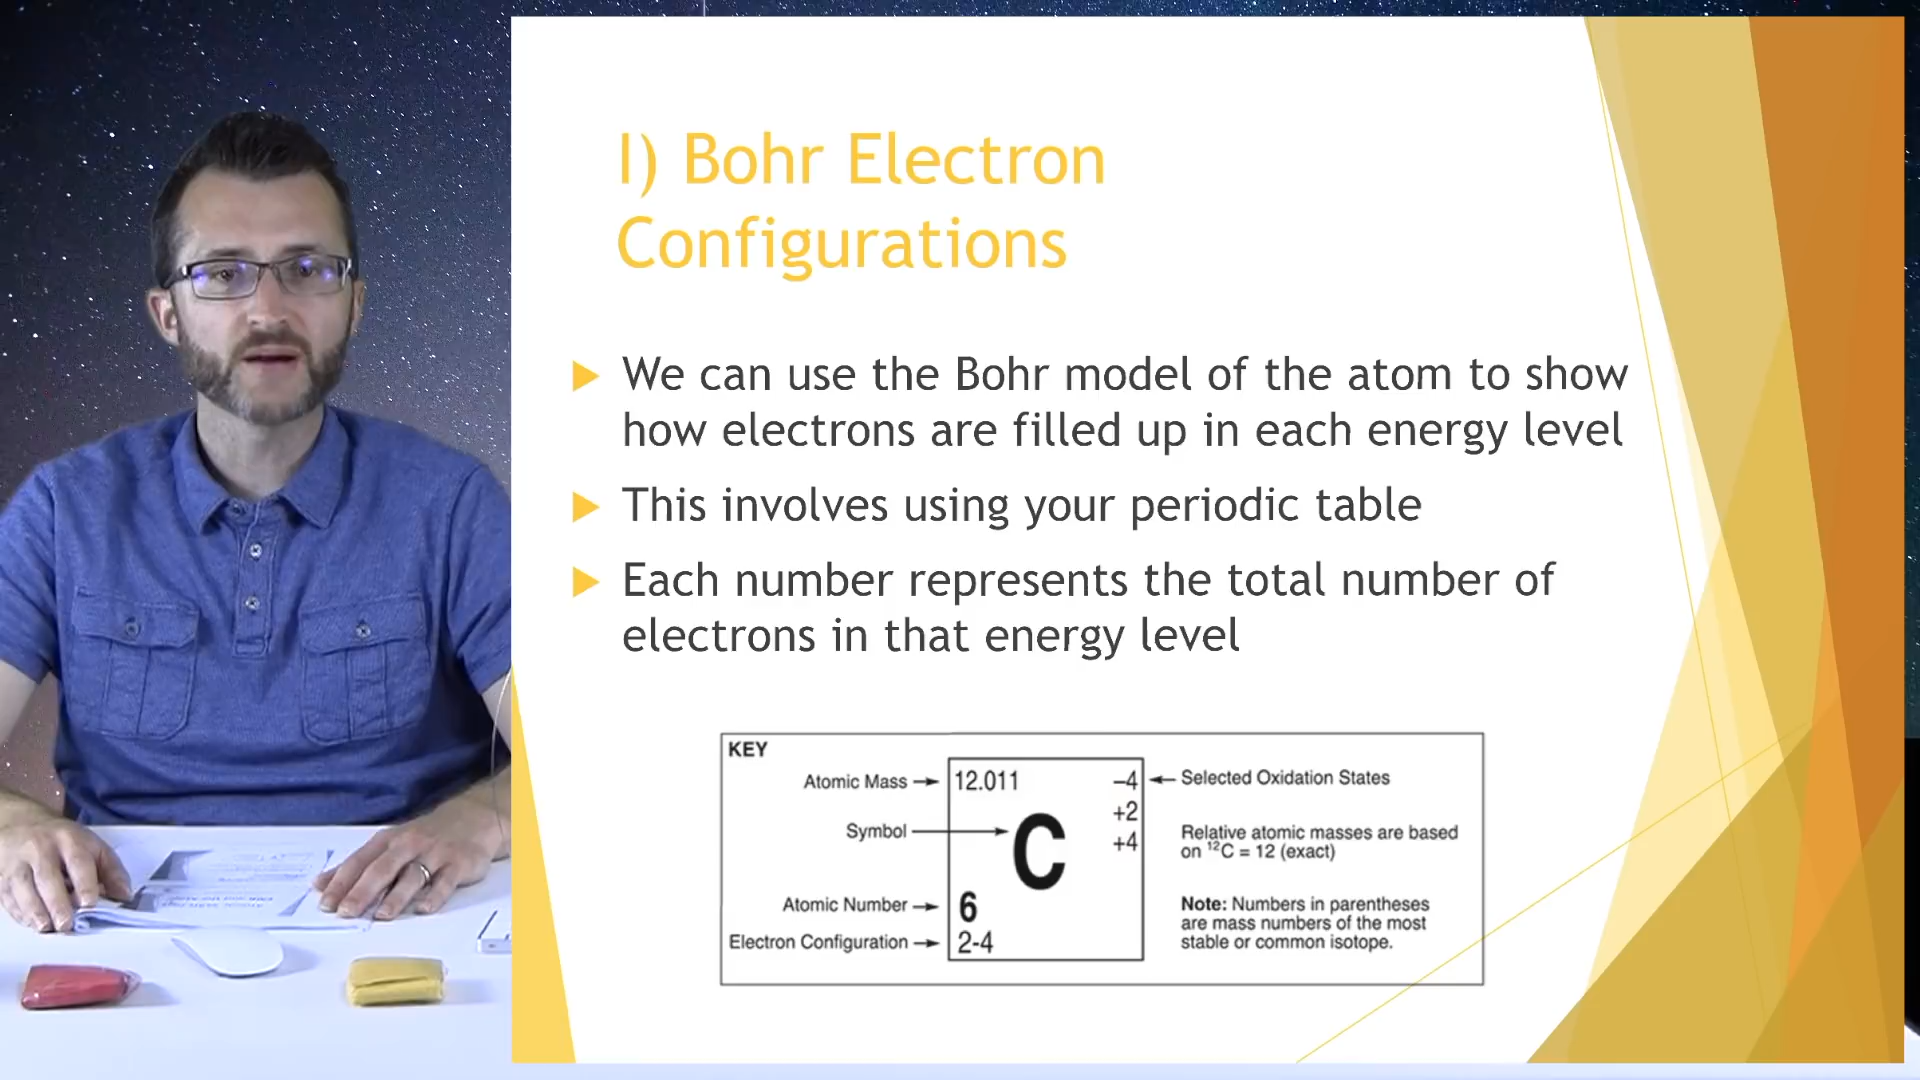 I) Bohr Electron
Configurations
We can use the Bohr model of the atom to show
how electrons are filled up in each energy level
This involves using your periodic table
Each number represents the total number of
electrons in that energy level
KEY
Atomic Mass
12.011
-4
Selected Oxidation States
+2
+4
Symbol
C
Relative atomic masses are based
on ¹²C = 12 (exact)
Atomic Number
6
Electron Configuration
2-4
Note: Numbers in parentheses
are mass numbers of the most
stable or common isotope.